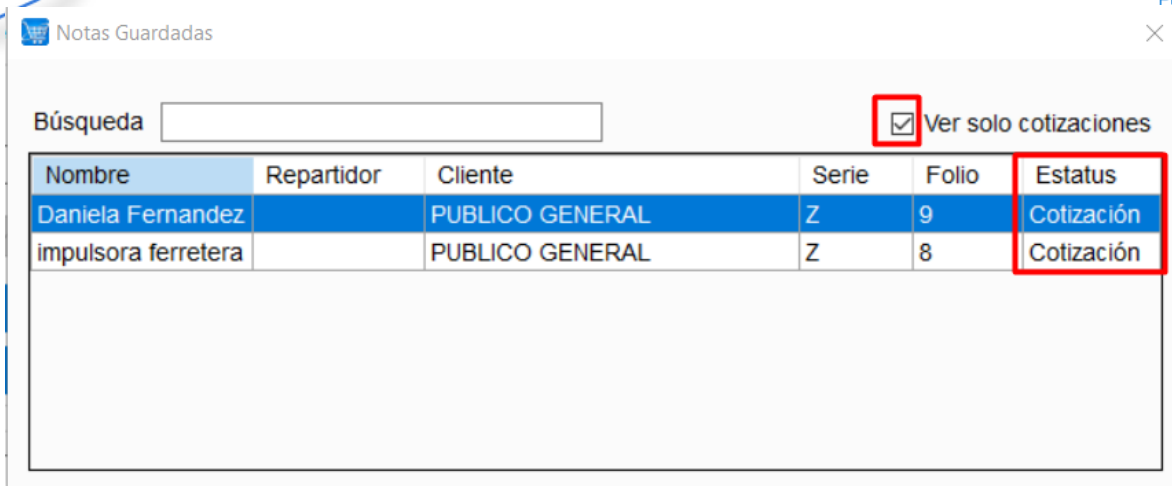 Notas Guardadas
Búsqueda
Ver solo cotizaciones
Nombre Repartidor Cliente Serie Folio Estatus
Daniela Fernandez PUBLICO GENERAL Z 9 Cotización
impulsora ferretera PUBLICO GENERAL Z 8 Cotización